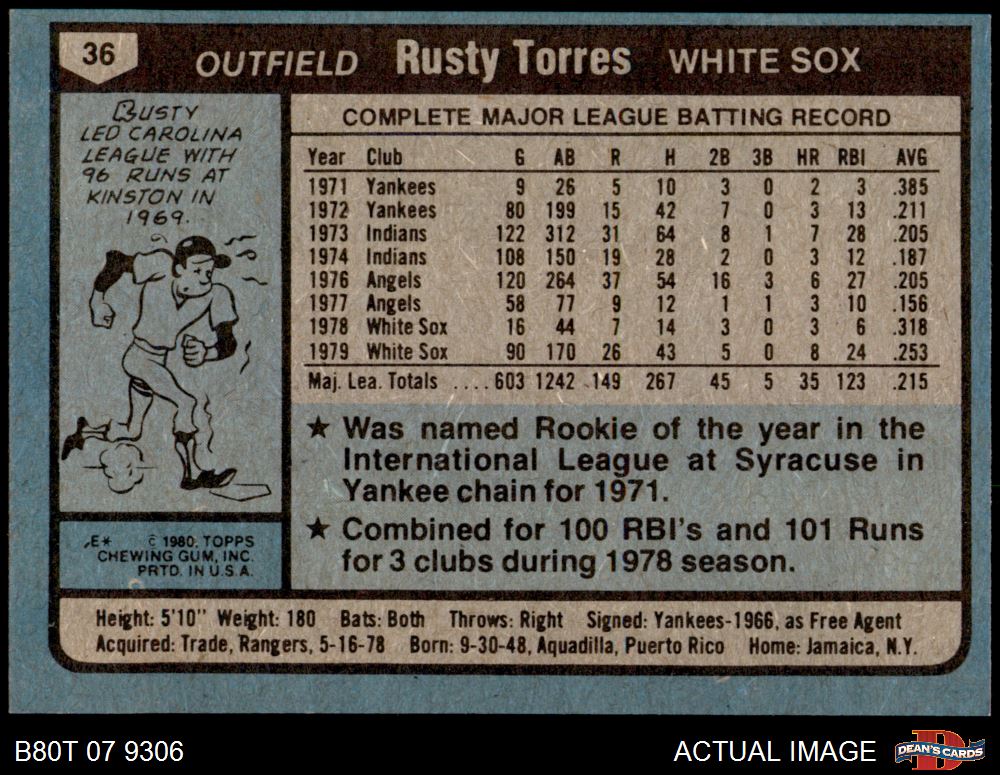 36
OUTFIELD Rusty Torres WHITE SOX
RUSTY
LED CAROLINA
LEAGUE WITH
96 RUNS AT
KINSTON IN
1969.
E* © 1980. TOPPS
CHEWING GUM, INC.
PRTD. IN U.S.A.
COMPLETE MAJOR LEAGUE BATTING RECORD
Year Club G AB R H 2B 3B HR RBI AVG
1971 Yankees 9 26 5 10 3 0 2 3 .385
1972 Yankees 80 199 15 42 7 0 3 13 .211
1973 Indians 122 312 31 64 8 1 7 28 .205
1974 Indians 108 150 19 28 2 0 3 12 .187
1976 Angels 120 264 37 54 16 3 6 27 .205
1977 Angels 58 77 9 12 1 1 3 10 .156
1978 White Sox 16 44 7 14 3 0 3 6 .318
1979 White Sox 90 170 26 43 5 0 8 24 .253
Maj. Lea. Totals ....603 1242 149 267 45 5 35 123 .215
★ Was named Rookie of the year in the
International League at Syracuse in
Yankee chain for 1971.
★ Combined for 100 RBI's and 101 Runs
for 3 clubs during 1978 season.
Height: 5'10" Weight: 180 Bats: Both Throws: Right Signed: Yankees-1966, as Free Agent
Acquired: Trade, Rangers, 5-16-78 Born: 9-30-48, Aquadilla, Puerto Rico Home: Jamaica, N.Y.
B80T 07 9306 ACTUAL IMAGE
D
DEAN'S CARDS